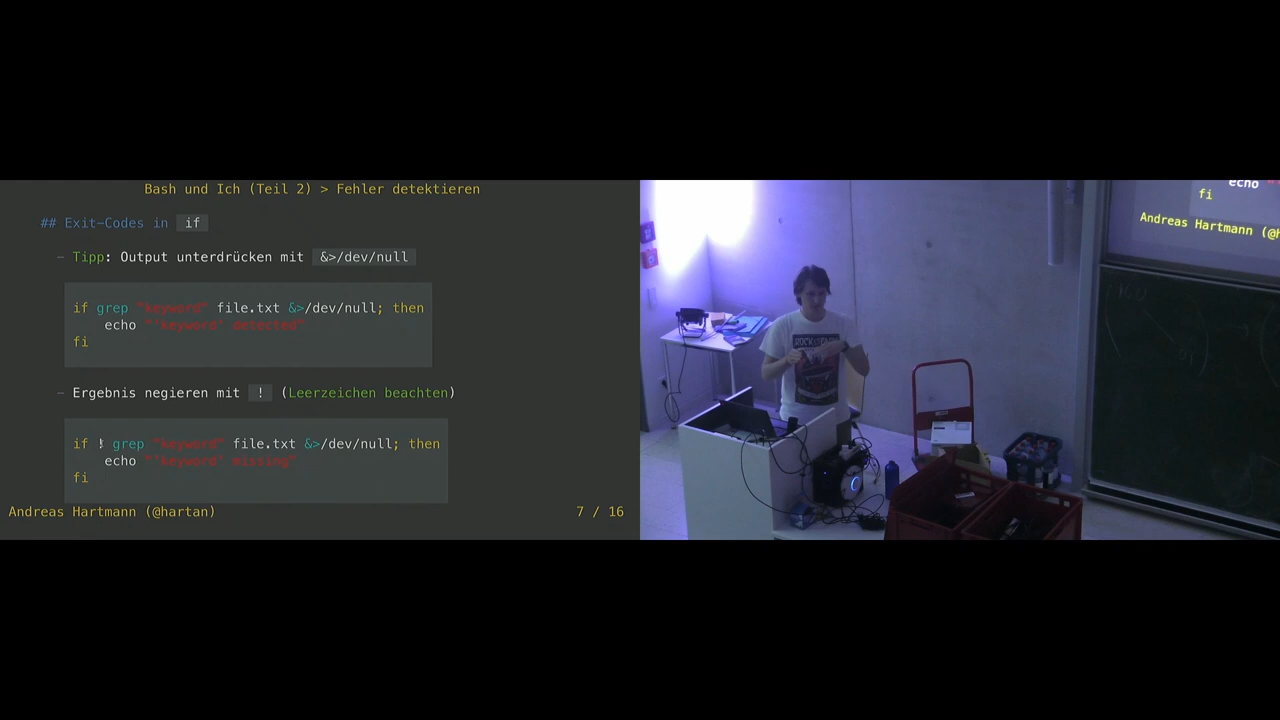 Bash und Ich (Teil 2) > Fehler detektieren
## Exit-Codes in if
– Tipp: Output unterdrücken mit &>/dev/null
if grep "keyword" file.txt &>/dev/null; then
echo "'keyword' detected"
fi
– Ergebnis negieren mit ! (Leerzeichen beachten)
if ! grep "keyword" file.txt &>/dev/null; then
echo "'keyword' missing"
fi
Andreas Hartmann (@hartan)
7 / 16
echo
fi
Andreas Hartmann (@h